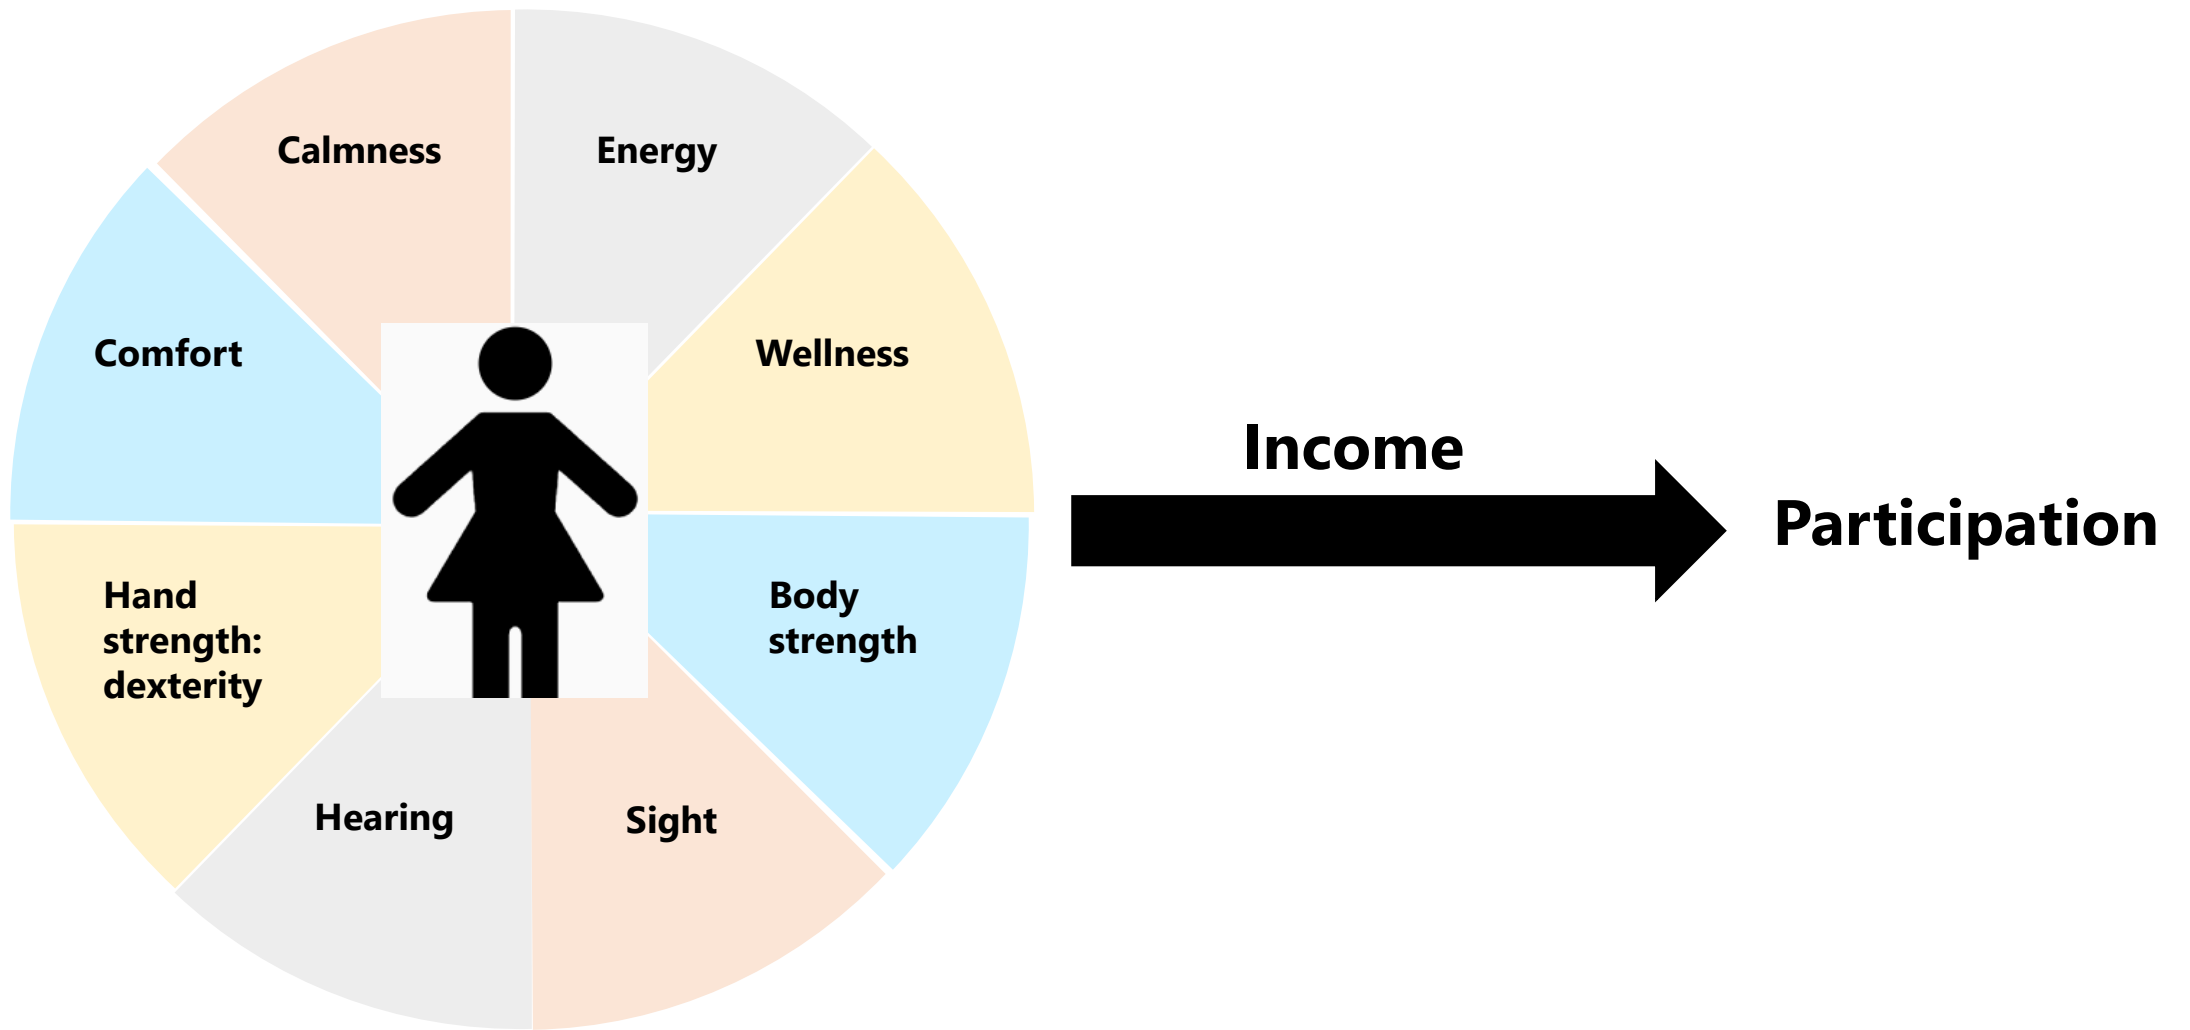 Calmness
Energy
Comfort
Wellness
Income
Participation
Hand
strength:
dexterity
Body
strength
Hearing
Sight